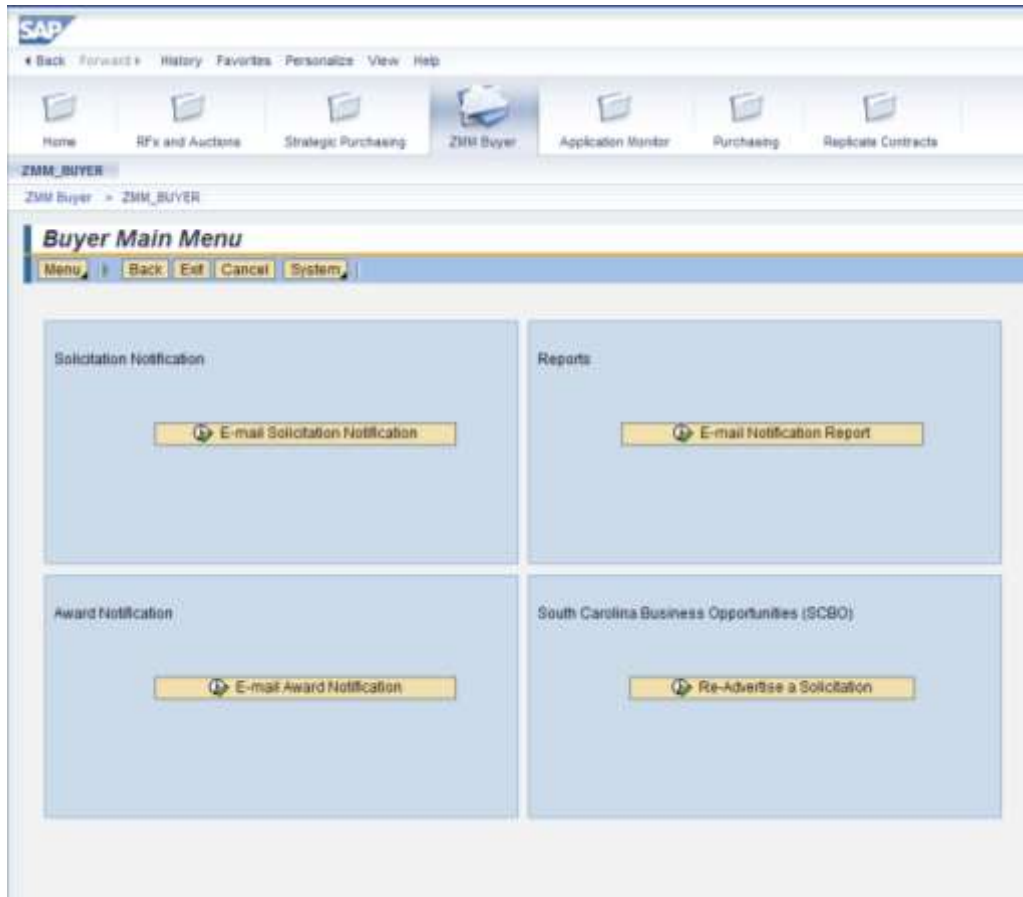 SAP
Back Forward History Favorites Personalize View Help
Home RFx and Auctions Strategic Purchasing ZMM Buyer Application Monitor Purchasing Replicate Contracts
ZMM_BUYER
ZMM Buyer > ZMM_BUYER
Buyer Main Menu
Menu Back Exit Cancel System
Solicitation Notification
E-mail Solicitation Notification
Reports
E-mail Notification Report
Award Notification
E-mail Award Notification
South Carolina Business Opportunities (SCBO)
Re-Advertise a Solicitation